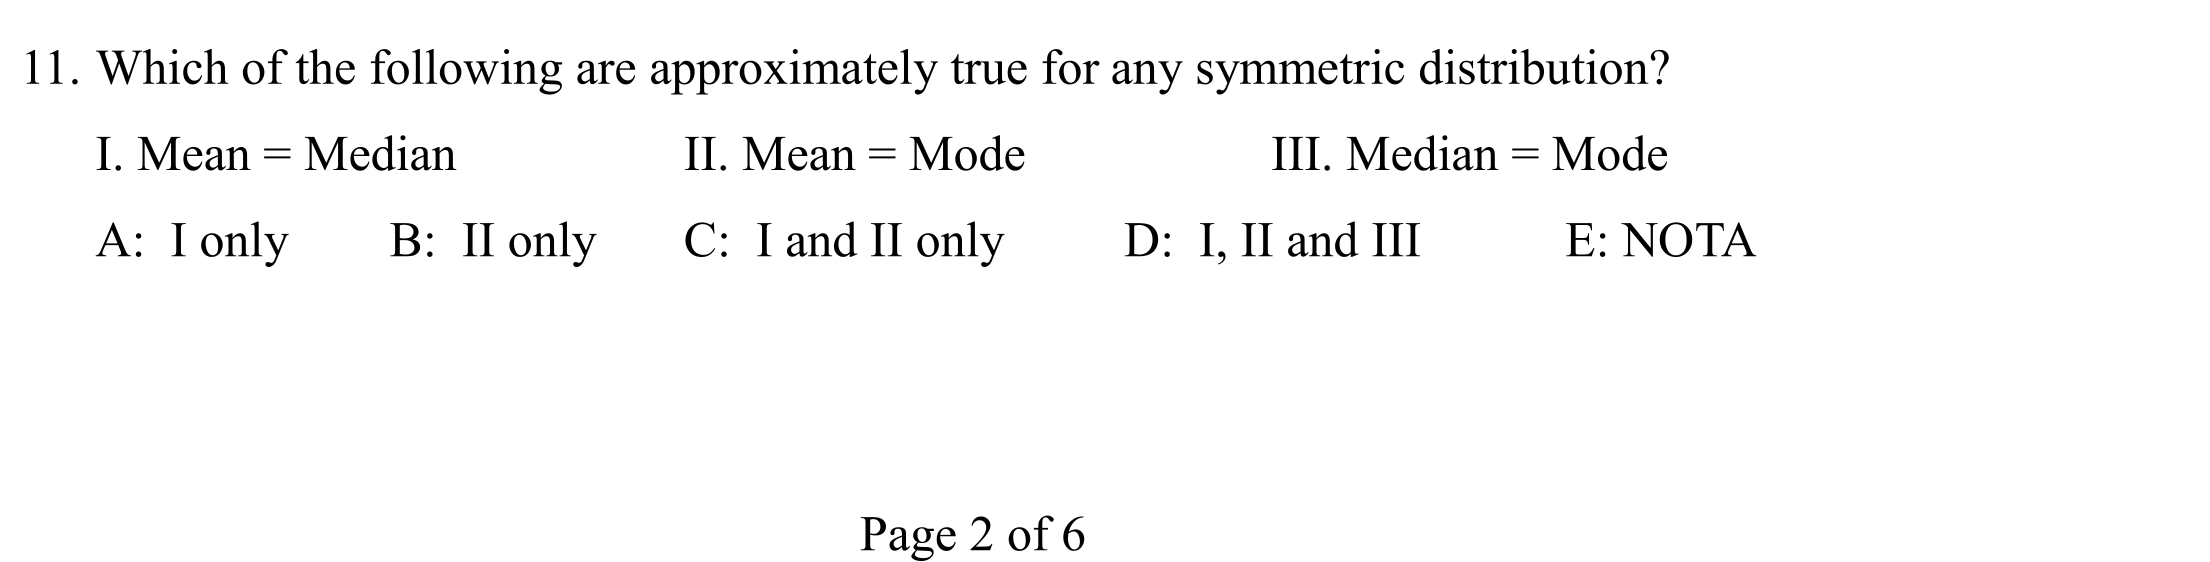 11. Which of the following are approximately true for any symmetric distribution?
I. Mean = Median II. Mean = Mode III. Median = Mode
A: I only B: II only C: I and II only D: I, II and III E: NOTA
Page 2 of 6